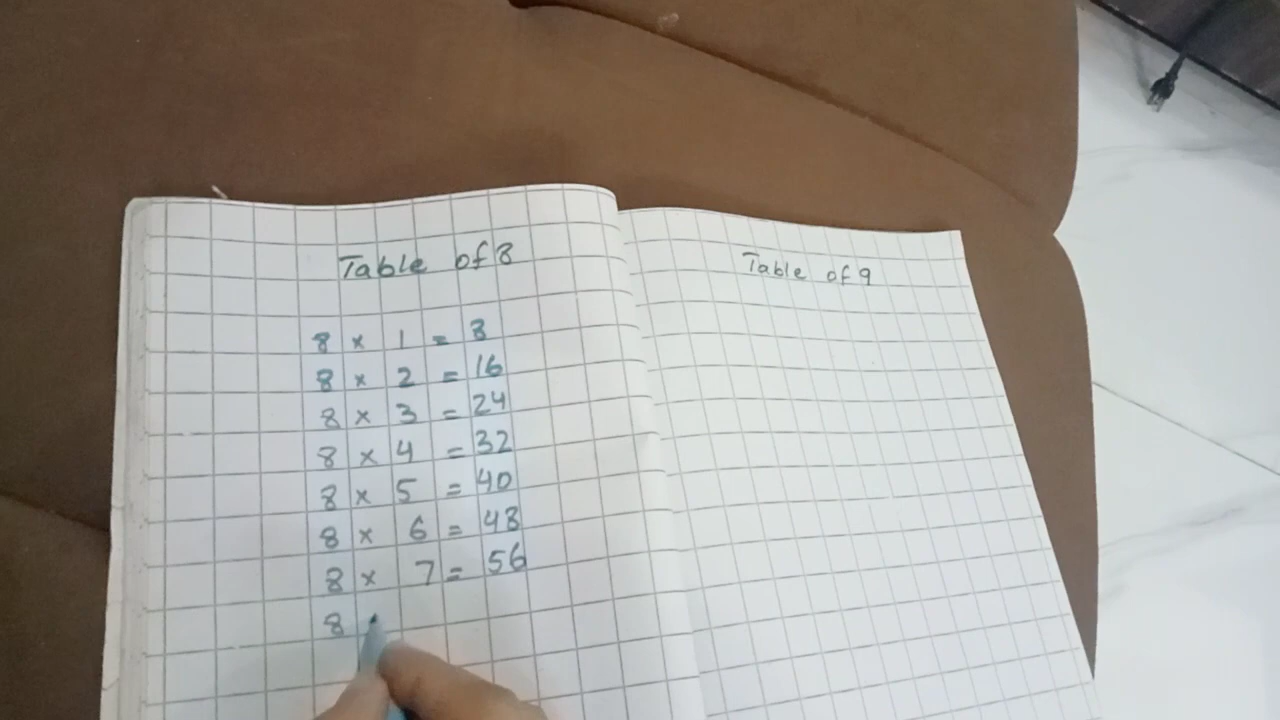 Table of 8
8 × 1 = 8
8 × 2 = 16
8 × 3 = 24
8 × 4 = 32
8 × 5 = 40
8 × 6 = 48
8 × 7 = 56
8
Table of 9